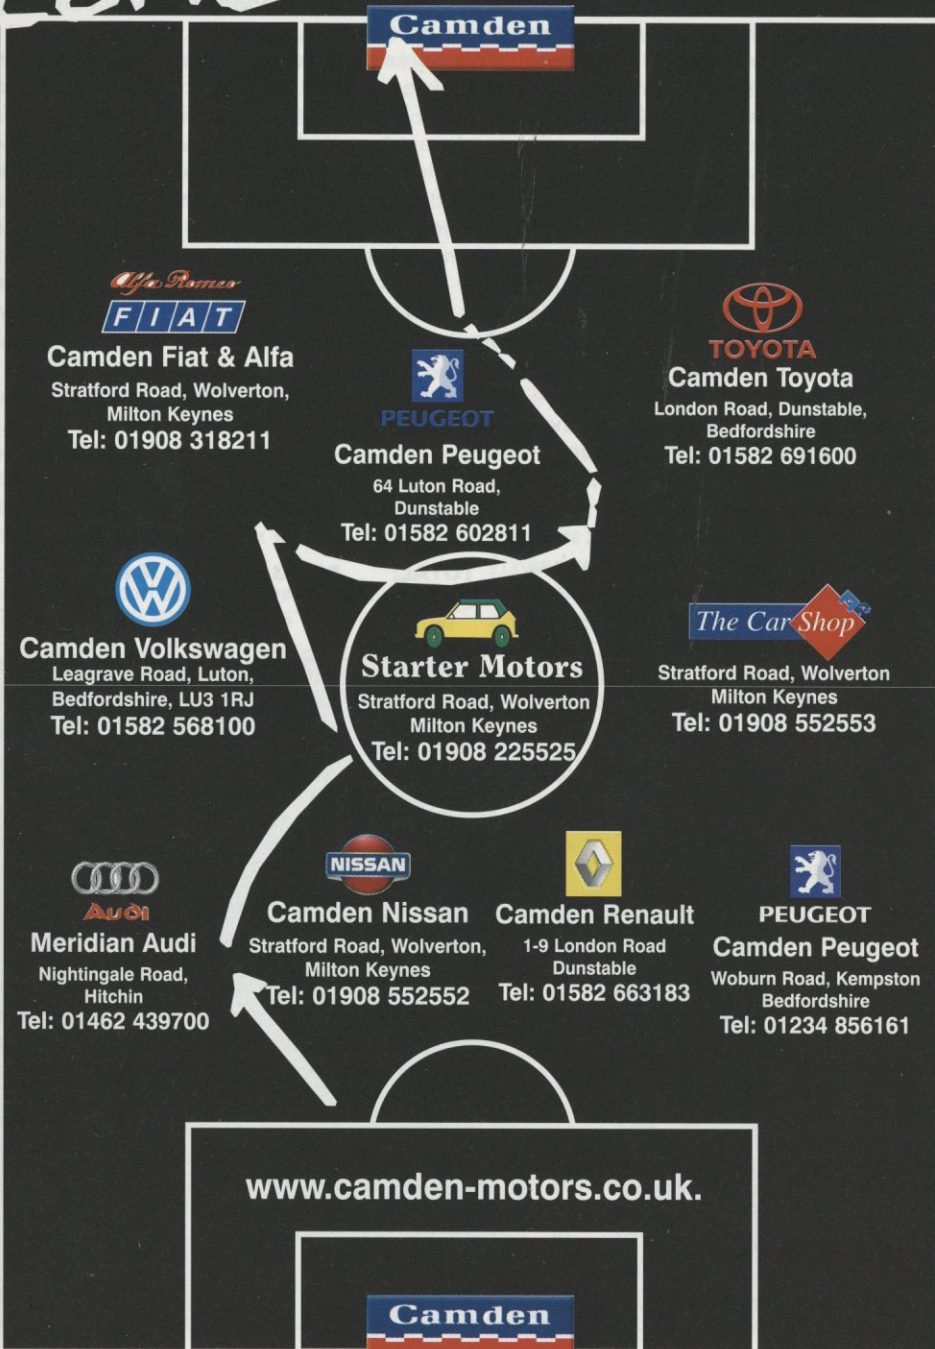 Camden
Alfa Romeo
FIAT
Camden Fiat & Alfa
Stratford Road, Wolverton,
Milton Keynes
Tel: 01908 318211
PEUGEOT
Camden Peugeot
64 Luton Road,
Dunstable
Tel: 01582 602811
TOYOTA
Camden Toyota
London Road, Dunstable,
Bedfordshire
Tel: 01582 691600
Camden Volkswagen
Leagrave Road, Luton,
Bedfordshire, LU3 1RJ
Tel: 01582 568100
Starter Motors
Stratford Road, Wolverton
Milton Keynes
Tel: 01908 225525
The Car Shop
Stratford Road, Wolverton
Milton Keynes
Tel: 01908 552553
Audi
Meridian Audi
Nightingale Road,
Hitchin
Tel: 01462 439700
NISSAN
Camden Nissan
Stratford Road, Wolverton,
Milton Keynes
Tel: 01908 552552
Camden Renault
1-9 London Road
Dunstable
Tel: 01582 663183
PEUGEOT
Camden Peugeot
Woburn Road, Kempston
Bedfordshire
Tel: 01234 856161
www.camden-motors.co.uk.
Camden